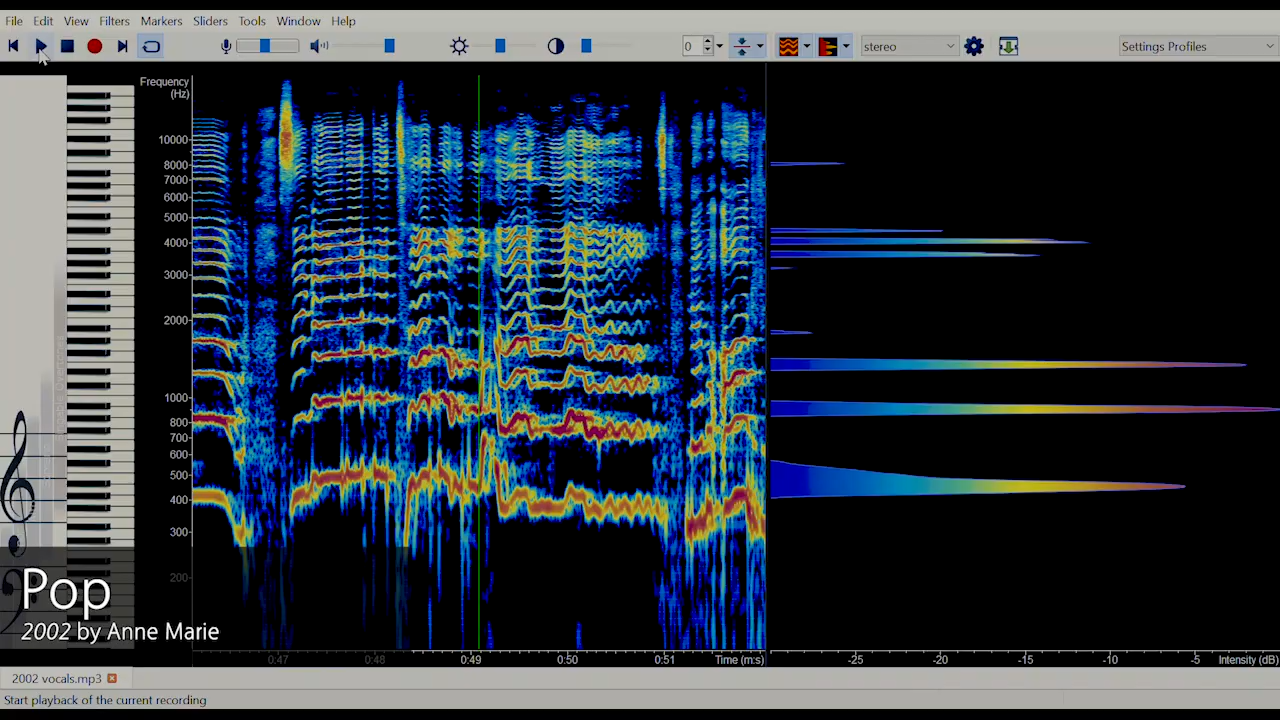 File Edit View Filters Markers Sliders Tools Window Help
0 stereo Settings Profiles
Frequency
(Hz)
10000
8000
7000
6000
5000
4000
3000
2000
1000
800
700
600
500
400
300
200
0:47 0:48 0:49 0:50 0:51 Time (m:s) -25 -20 -15 -10 -5 Intensity (dB)
Pop
2002 by Anne Marie
2002 vocals.mp3
Start playback of the current recording